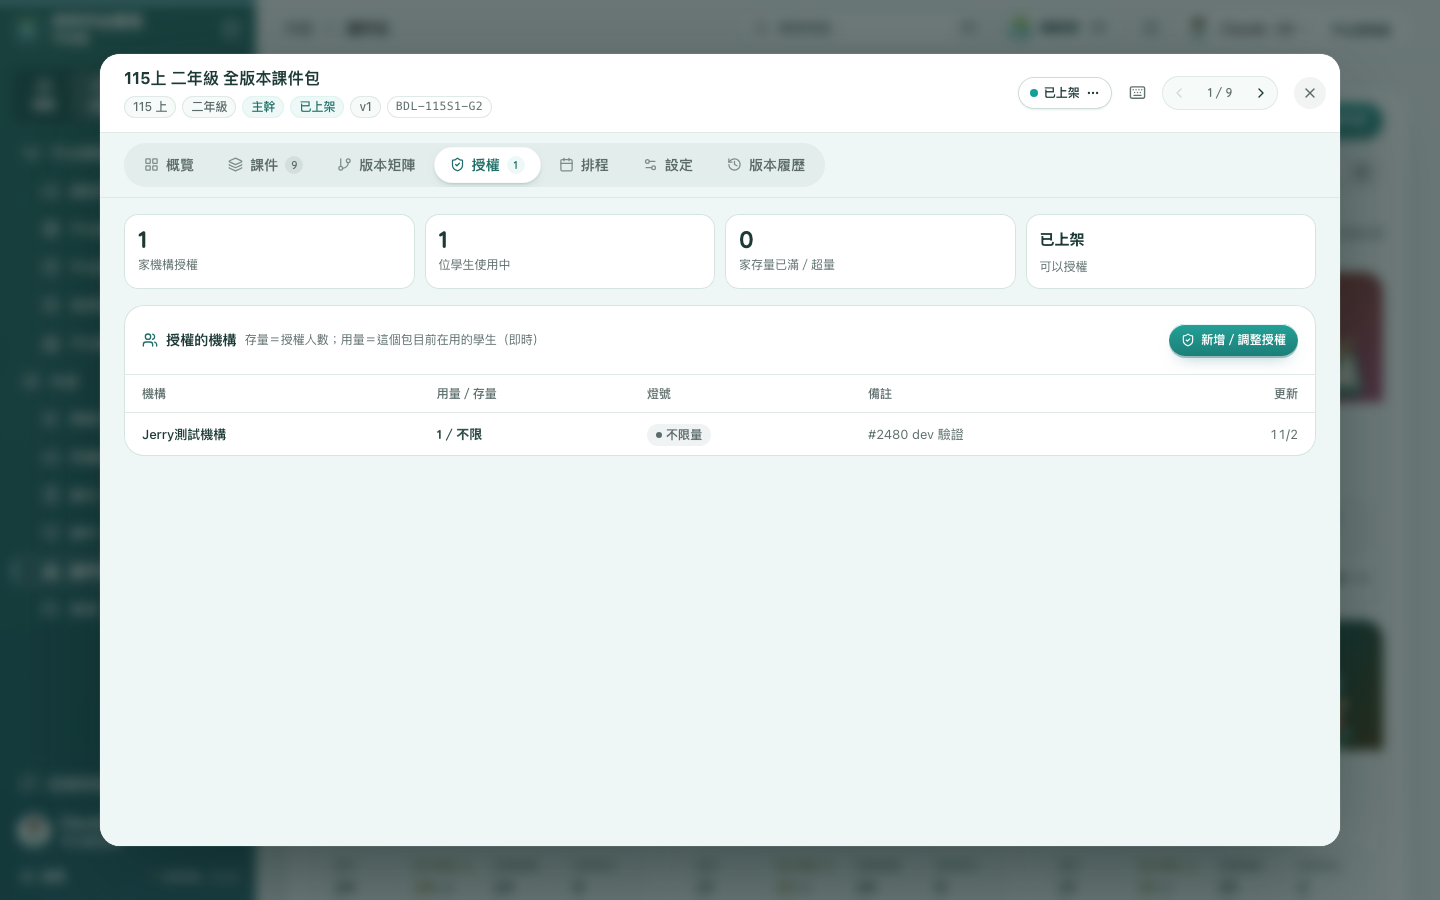 115上 二年級 全版本課件包
115 上 二年級 主幹 已上架 v1 BDL-115S1-G2
已上架 ··· 1 / 9
概覽 課件 9 版本矩陣 授權 1 排程 設定 版本履歷
1
家機構授權
1
位學生使用中
0
家存量已滿 / 超量
已上架
可以授權
授權的機構 存量＝授權人數；用量＝這個包目前在用的學生（即時） 新增 / 調整授權
機構 用量 / 存量 燈號 備註 更新
Jerry測試機構 1 / 不限 不限量 #2480 dev 驗證 11/2